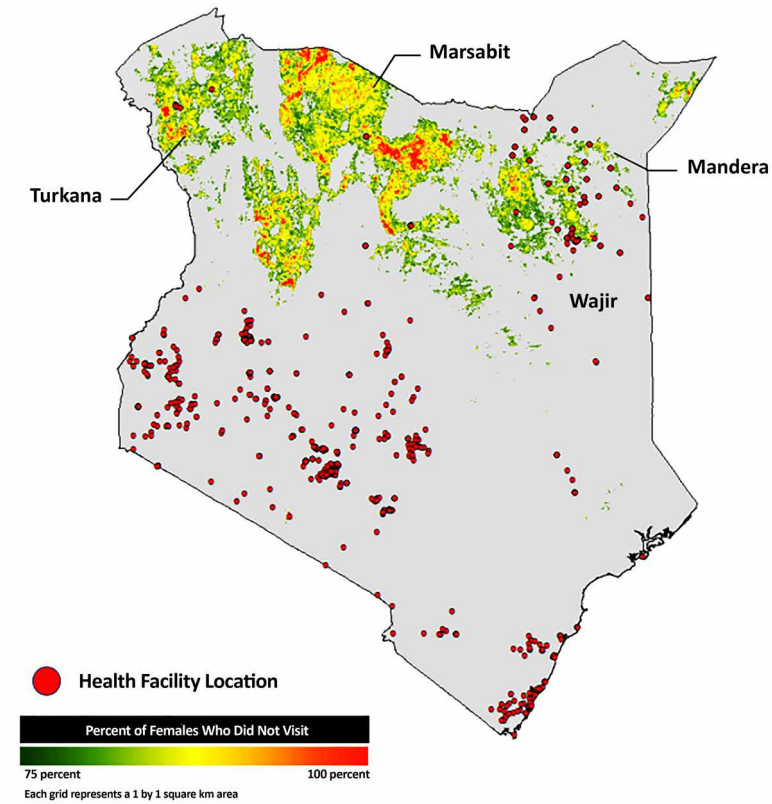 Marsabit
Mandera
Turkana
Wajir
Health Facility Location
Percent of Females Who Did Not Visit
75 percent 100 percent
Each grid represents a 1 by 1 square km area